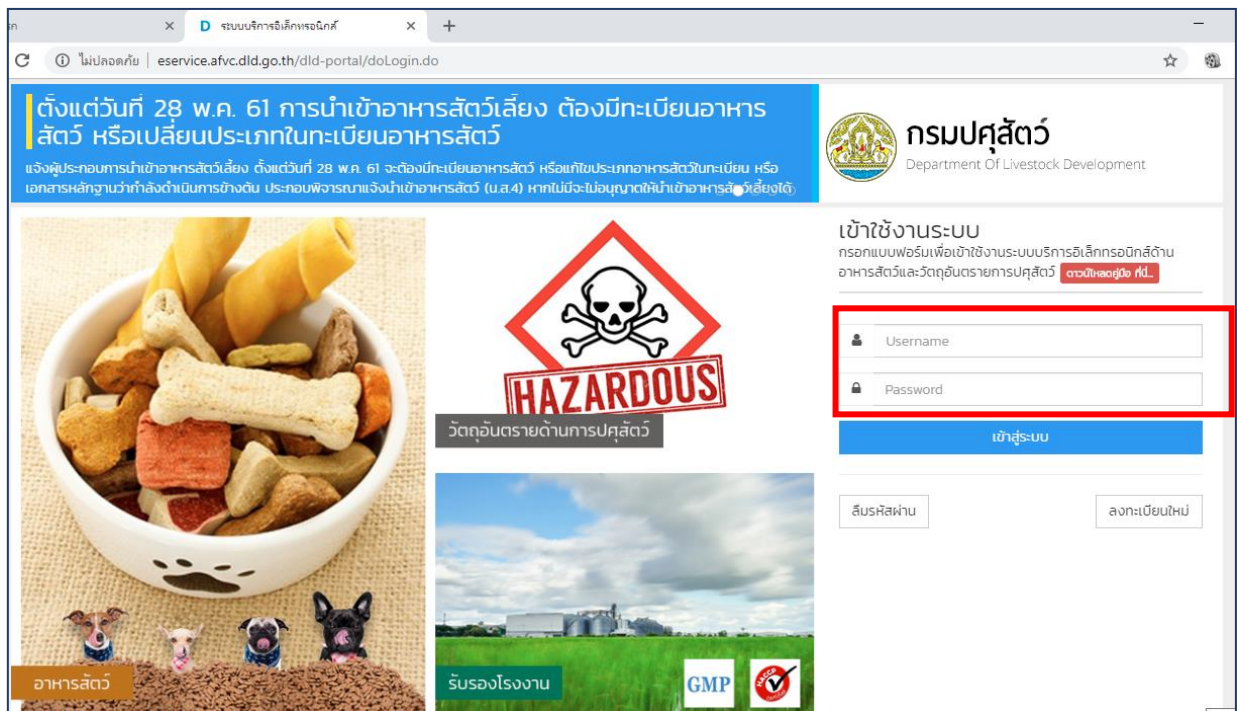 ระบบบริการอิเล็กทรอนิกส์
ไม่ปลอดภัย
eservice.afvc.dld.go.th/dld-portal/doLogin.do
ตั้งแต่วันที่ 28 พ.ค. 61 การนำเข้าอาหารสัตว์เลี้ยง ต้องมีทะเบียนอาหาร
สัตว์ หรือเปลี่ยนประเภทในทะเบียนอาหารสัตว์
แจ้งผู้ประกอบการนำเข้าอาหารสัตว์เลี้ยง ตั้งแต่วันที่ 28 พ.ค. 61 จะต้องมีทะเบียนอาหารสัตว์ หรือแก้ไขประเภทอาหารสัตว์ในทะเบียน หรือ
เอกสารหลักฐานว่ากำลังดำเนินการข้างต้น ประกอบพิจารณาแจ้งนำเข้าอาหารสัตว์ (น.ส.4) หากไม่มีจะไม่อนุญาตให้นำเข้าอาหารสัตว์เลี้ยงได้
กรมปศุสัตว์
Department Of Livestock Development
เข้าใช้งานระบบ
กรอกแบบฟอร์มเพื่อเข้าใช้งานระบบบริการอิเล็กทรอนิกส์ด้าน
อาหารสัตว์และวัตถุอันตรายการปศุสัตว์ ดาวน์โหลดคู่มือ ที่นี่...
Username
Password
เข้าสู่ระบบ
ลืมรหัสผ่าน
ลงทะเบียนใหม่
HAZARDOUS
วัตถุอันตรายด้านการปศุสัตว์
อาหารสัตว์
รับรองโรงงาน
GMP
HACCP